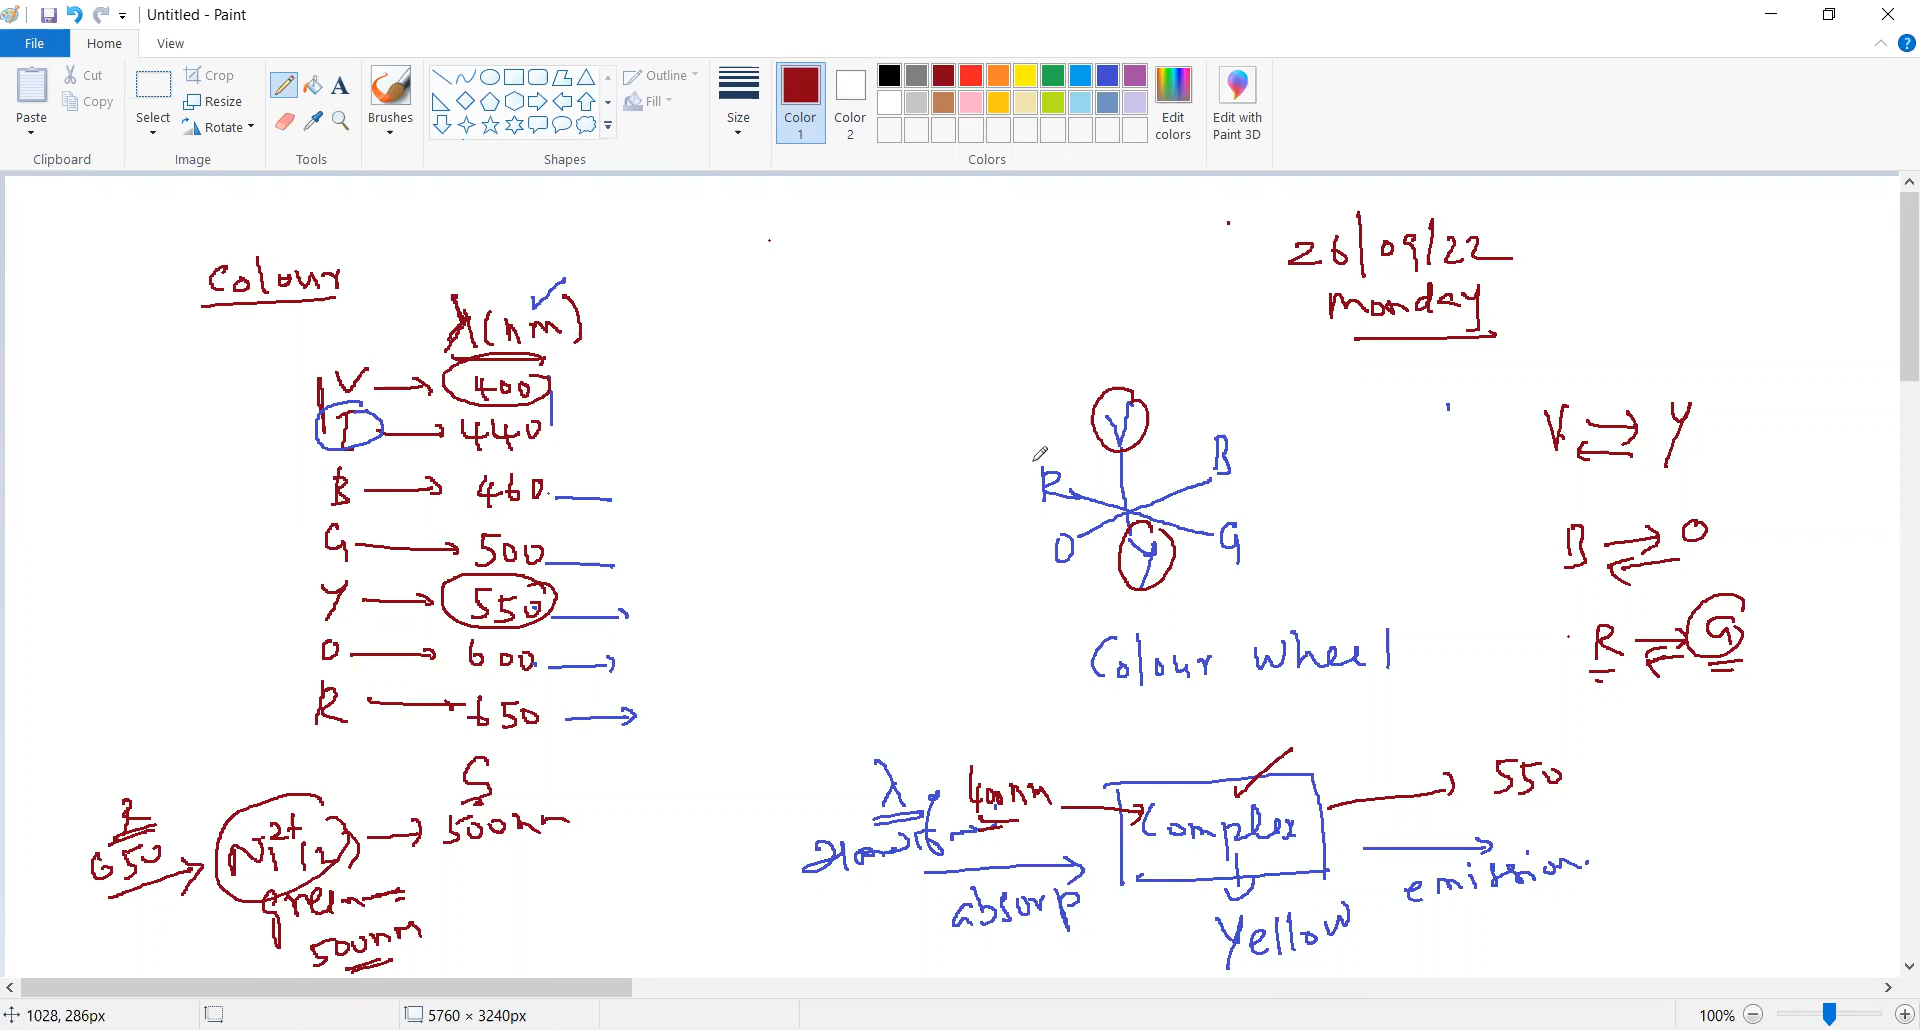 Untitled - Paint
File Home View
Cut
Copy
Paste
Clipboard
Select
Crop
Resize
Rotate
Image
Tools
Brushes
Shapes
Outline
Fill
Size
Color 1
Color 2
Colors
Edit colors
Edit with Paint 3D
26/09/22
Monday
Colour
λ(nm)
V → 400
I → 440
B → 460
G → 500
Y → 550
O → 600
R → 650
V
R B
O G
Y
Colour wheel
V ⇌ Y
B ⇌ O
R ⇌ G
G
650
Ni2+ → 500nm
green
500nm
λ 400nm
Complex
550
absorp
emission
Yellow
1028, 286px
5760 × 3240px
100%